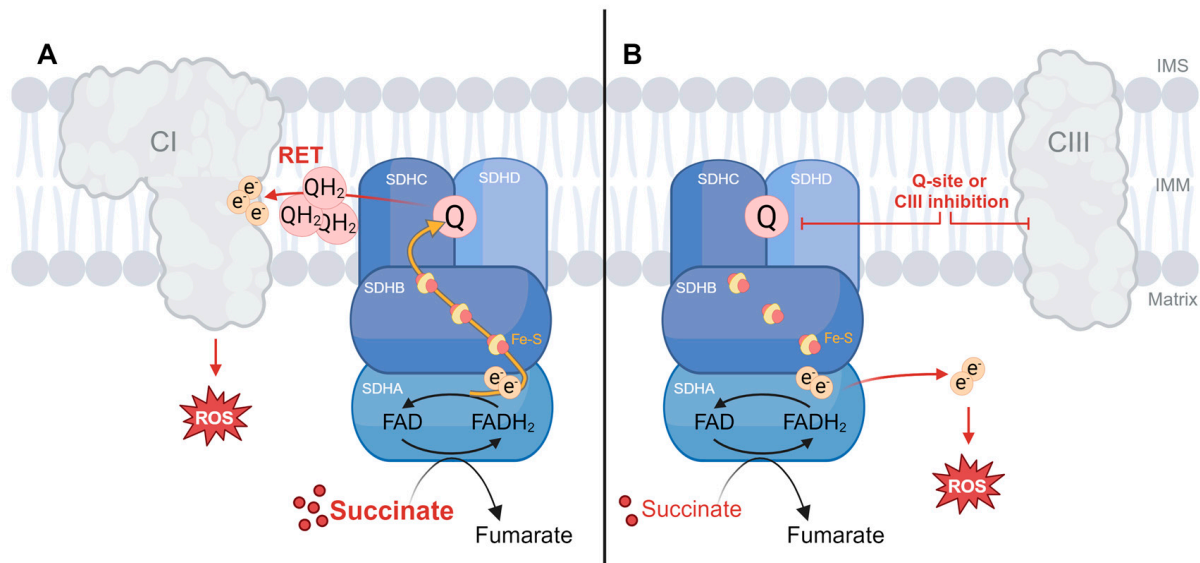 A
CI
RET
QH₂
QH₂
QH₂
e⁻
e⁻
e⁻
SDHC
SDHD
Q
SDHB
Fe-S
e⁻
e⁻
SDHA
FAD
FADH₂
ROS
Succinate
Fumarate
B
IMS
CIII
SDHC
SDHD
Q-site or
CIII inhibition
IMM
Q
SDHB
Matrix
Fe-S
e⁻
e⁻
e⁻
e⁻
SDHA
FAD
FADH₂
ROS
Succinate
Fumarate